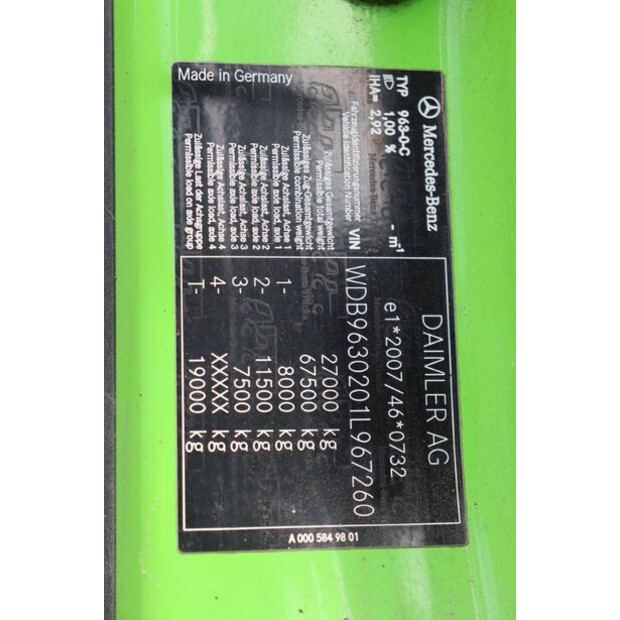 Mercedes-Benz
DAIMLER AG
TYP 963-0-C
1,00 % - m⁻¹
IHA= 2,92
e1*2007/46*0732
Fahrzeugidentifizierungsnummer
Vehicle Identification Number
VIN WDB9630201L967260
Zulässiges Gesamtgewicht
Permissible total weight
27000 kg
Zulässiges Zug-Gesamtgewicht
Permissible combination weight
67500 kg
Zulässige Achslast, Achse 1
Permissible axle load, axle 1
1- 8000 kg
Zulässige Achslast, Achse 2
Permissible axle load, axle 2
2- 11500 kg
Zulässige Achslast, Achse 3
Permissible axle load, axle 3
3- 7500 kg
Zulässige Achslast, Achse 4
Permissible axle load, axle 4
4- XXXXX kg
Zulässige Last der Achsgruppe
Permissible load on axle group
T- 19000 kg
Made in Germany
A 000 584 98 01